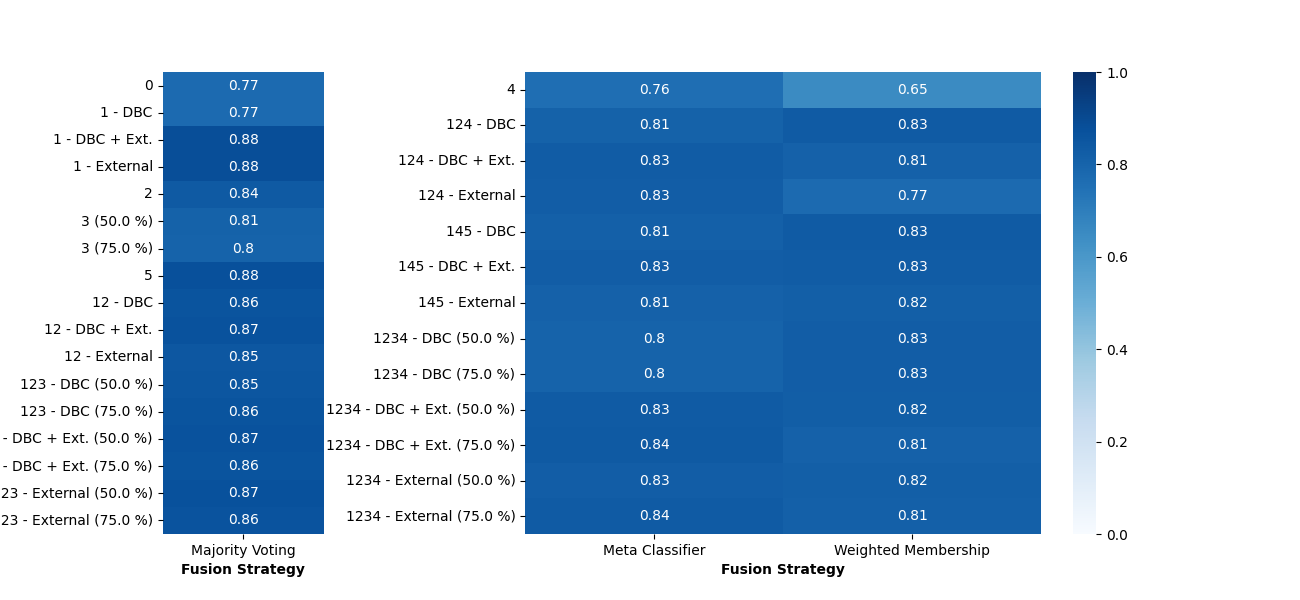 0 0.77
1 - DBC 0.77
1 - DBC + Ext. 0.88
1 - External 0.88
2 0.84
3 (50.0 %) 0.81
3 (75.0 %) 0.8
5 0.88
12 - DBC 0.86
12 - DBC + Ext. 0.87
12 - External 0.85
123 - DBC (50.0 %) 0.85
123 - DBC (75.0 %) 0.86
- DBC + Ext. (50.0 %) 0.87
- DBC + Ext. (75.0 %) 0.86
23 - External (50.0 %) 0.87
23 - External (75.0 %) 0.86
Majority Voting
Fusion Strategy
4 0.76 0.65
124 - DBC 0.81 0.83
124 - DBC + Ext. 0.83 0.81
124 - External 0.83 0.77
145 - DBC 0.81 0.83
145 - DBC + Ext. 0.83 0.83
145 - External 0.81 0.82
1234 - DBC (50.0 %) 0.8 0.83
1234 - DBC (75.0 %) 0.8 0.83
1234 - DBC + Ext. (50.0 %) 0.83 0.82
1234 - DBC + Ext. (75.0 %) 0.84 0.81
1234 - External (50.0 %) 0.83 0.82
1234 - External (75.0 %) 0.84 0.81
Meta Classifier Weighted Membership
Fusion Strategy
1.0
0.8
0.6
0.4
0.2
0.0